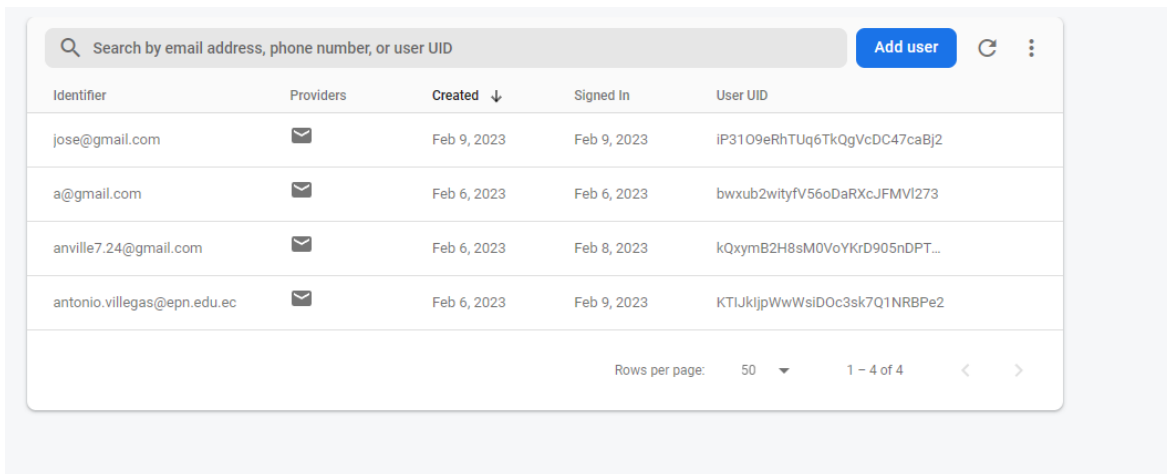 Search by email address, phone number, or user UID Add user
Identifier Providers Created Signed In User UID
jose@gmail.com Feb 9, 2023 Feb 9, 2023 iP31O9eRhTUq6TkQgVcDC47caBj2
a@gmail.com Feb 6, 2023 Feb 6, 2023 bwxub2wityfV56oDaRXcJFMVl273
anville7.24@gmail.com Feb 6, 2023 Feb 8, 2023 kQxymB2H8sM0VoYKrD905nDPT...
antonio.villegas@epn.edu.ec Feb 6, 2023 Feb 9, 2023 KTIJkIjpWwWsiDOc3sk7Q1NRBPe2
Rows per page: 50 1 – 4 of 4